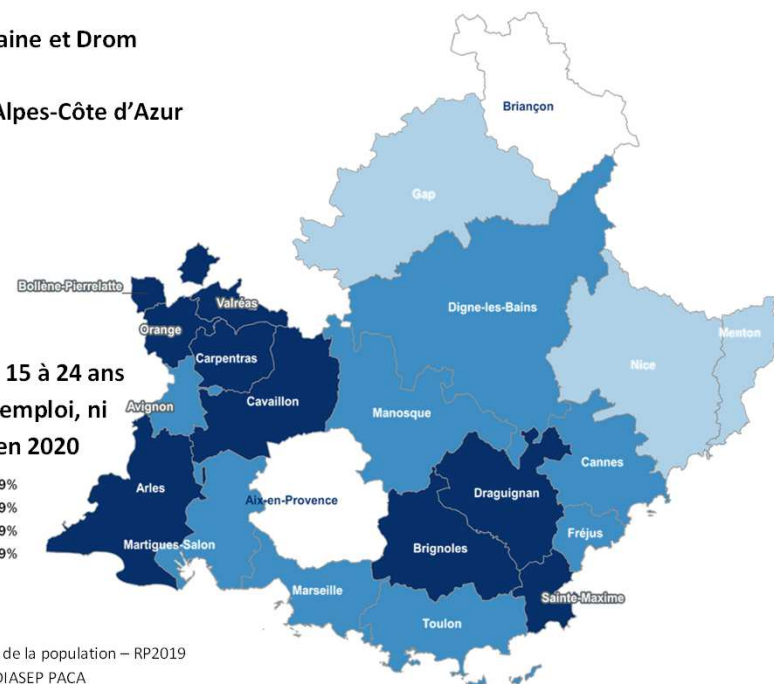 aine et Drom
Alpes-Côte d’Azur
Briançon
Gap
Bollène-Pierrelatte
Valréas
Digne-les-Bains
Orange
Menton
Carpentras
Nice
15 à 24 ans
Cavaillon
Avignon
emploi, ni
Manosque
en 2020
Cannes
9%
Arles
Aix-en-Provence
Draguignan
9%
9%
Fréjus
9%
Martigues-Salon
Brignoles
Marseille
Sainte-Maxime
Toulon
de la population – RP2019
DIASEP PACA